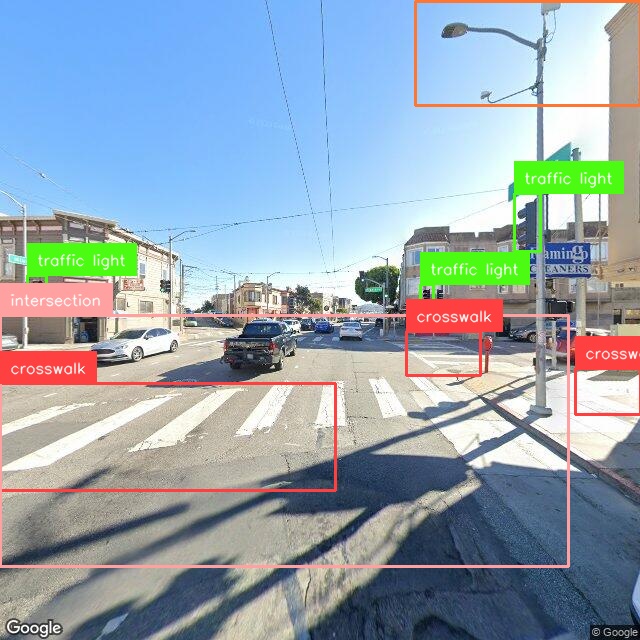 traffic light
traffic light
traffic light
intersection
crosswalk
crosswalk
crosswalk
CLEANERS
Google
© Google